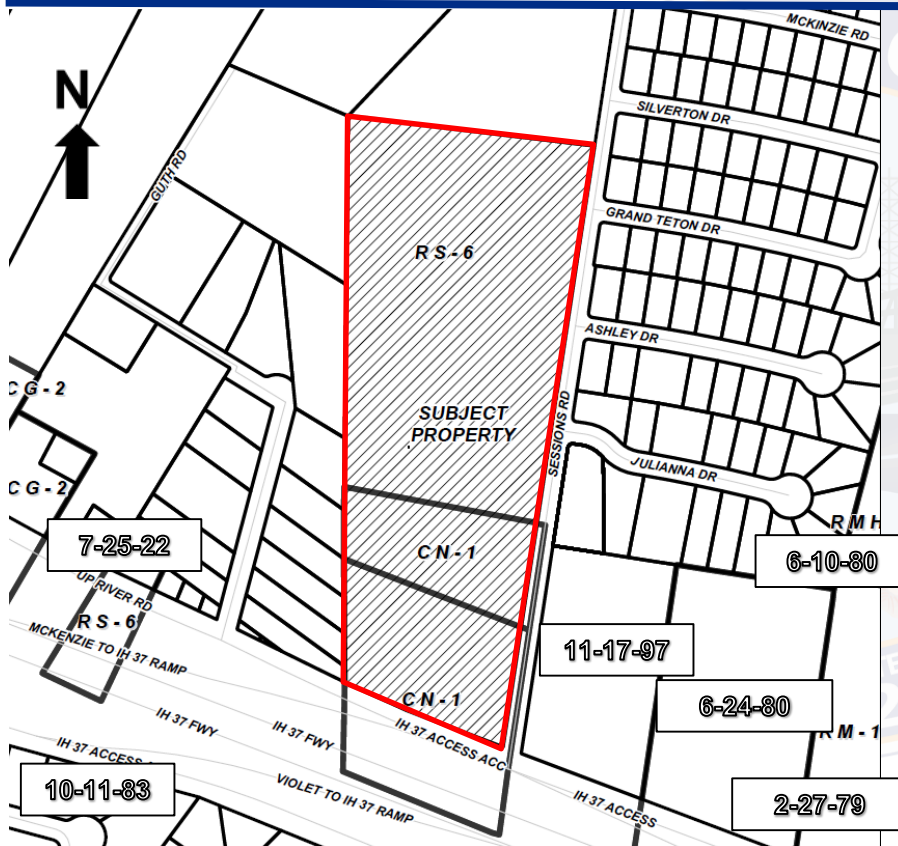 MCKINZIE RD
N
SILVERTON DR
GUTH RD
GRAND TETON DR
RS-6
ASHLEY DR
CG-2
SUBJECT
PROPERTY
SESSIONS RD
JULIANNA DR
CG-2
RMH
7-25-22
CN-1
6-10-80
UP RIVER RD
RS-6
MCKENZIE TO IH 37 RAMP
11-17-97
CN-1
6-24-80
IH 37 FWY
IH 37 FWY
IH 37 ACCESS ACC
RM-1
IH 37 ACCESS
10-11-83
VIOLET TO IH 37 RAMP
IH 37 ACCESS
2-27-79